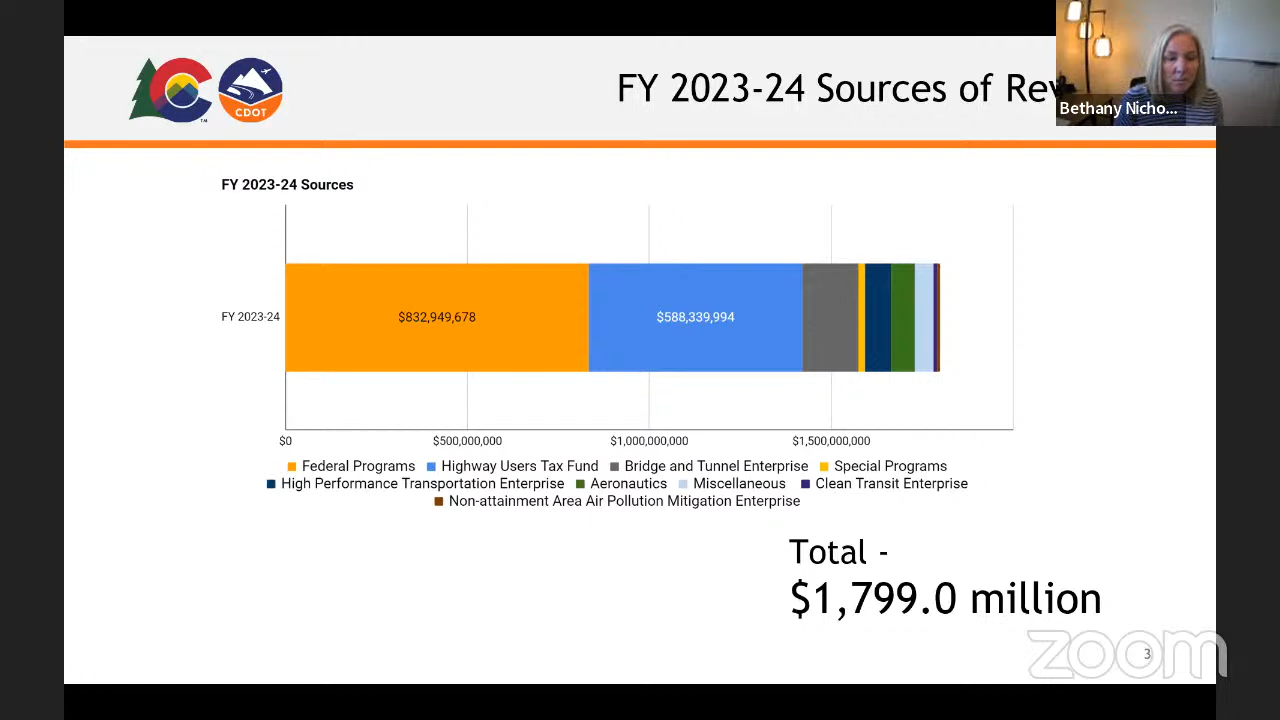 FY 2023-24 Sources of Rev
Bethany Nicho...
CDOT
TM
FY 2023-24 Sources
FY 2023-24
$832,949,678
$588,339,994
$0
$500,000,000
$1,000,000,000
$1,500,000,000
Federal Programs
Highway Users Tax Fund
Bridge and Tunnel Enterprise
Special Programs
High Performance Transportation Enterprise
Aeronautics
Miscellaneous
Clean Transit Enterprise
Non-attainment Area Air Pollution Mitigation Enterprise
Total -
$1,799.0 million
zoom
3